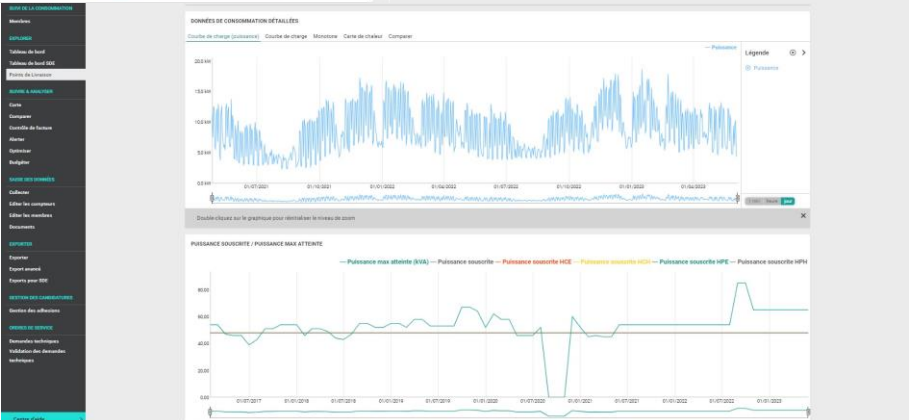 SUIVI DE LA CONSOMMATION
Membres
EXPLORER
Tableau de bord
Tableau de bord SDE
Points de Livraison
SUIVRE & ANALYSER
Carte
Comparer
Contrôle de facture
Alerter
Optimiser
Budgéter
SAISIE DES DONNÉES
Collecter
Editer les compteurs
Editer les membres
Documents
EXPORTER
Exporter
Export avancé
Exports pour SDE
GESTION DES CANDIDATURES
Gestion des adhésions
ORDRES DE SERVICE
Demandes techniques
Validation des demandes
techniques
Centre d'aide >
DONNÉES DE CONSOMMATION DÉTAILLÉES
Courbe de charge (puissance) Courbe de charge Monotone Carte de chaleur Comparer
Puissance
Légende >
Puissance
20.0 kW
15.0 kW
10.0 kW
5.0 kW
0.0 kW
01/07/2021 01/10/2021 01/01/2022 01/04/2022 01/07/2022 01/10/2022 01/01/2023 01/04/2023
Heure Jour
Double-cliquez sur le graphique pour réinitialiser le niveau de zoom
PUISSANCE SOUSCRITE / PUISSANCE MAX ATTEINTE
Puissance max atteinte (kVA) Puissance souscrite Puissance souscrite HCE Puissance souscrite HCH Puissance souscrite HPE Puissance souscrite HPH
80.00
60.00
40.00
20.00
0.00
01/07/2017 01/01/2018 01/07/2018 01/01/2019 01/07/2019 01/01/2020 01/07/2020 01/01/2021 01/07/2021 01/01/2022 01/07/2022 01/01/2023